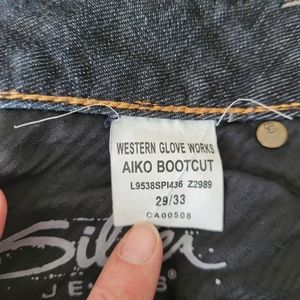 WESTERN GLOVE WORKS
AIKO BOOTCUT
L9538SPI436 Z2989
29/33
CA00508
Silver
JEANS®